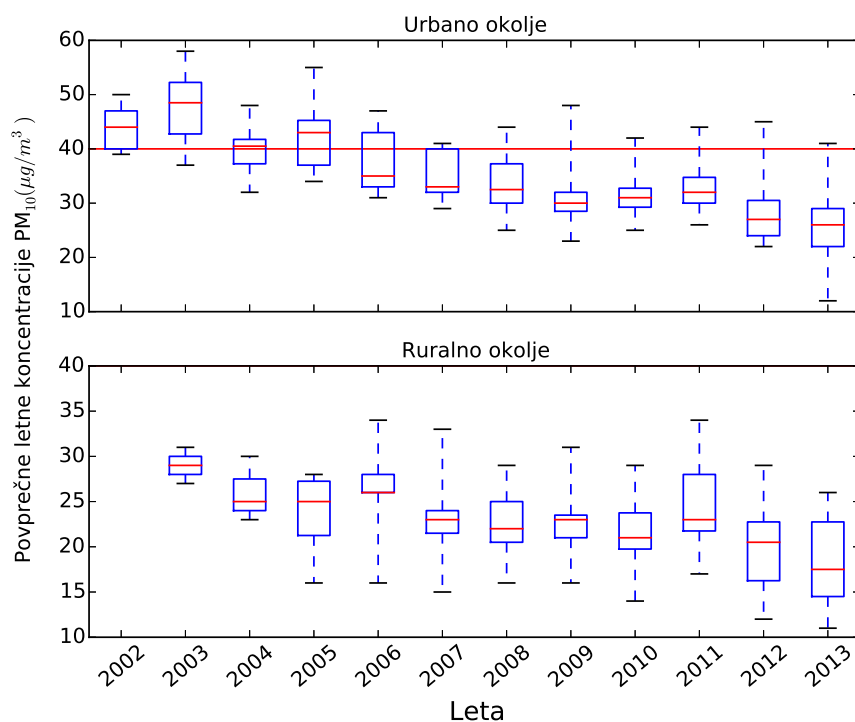 Urbano okolje
60
50
40
30
20
10
Povprečne letne koncentracije PM₁₀(μg/m³)
Ruralno okolje
40
35
30
25
20
15
10
2002 2003 2004 2005 2006 2007 2008 2009 2010 2011 2012 2013
Leta